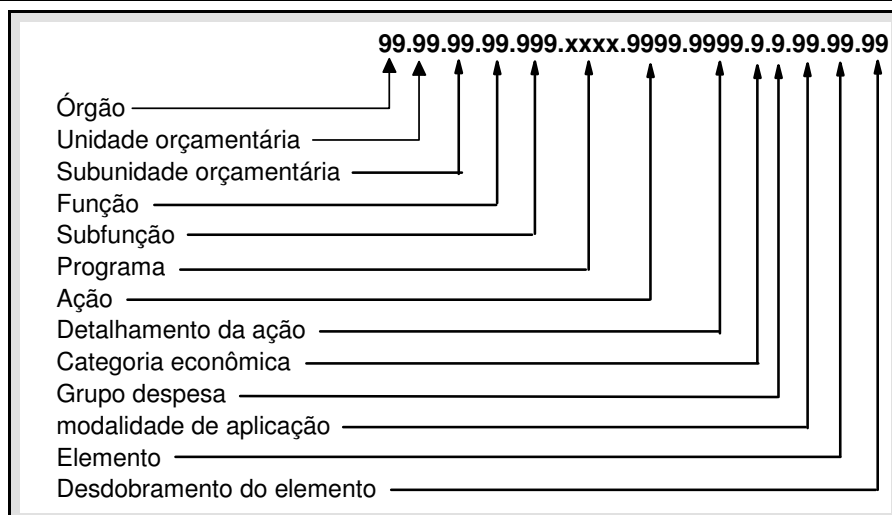 99.99.99.99.999.xxxx.9999.9999.9.9.99.99.99
Órgão
Unidade orçamentária
Subunidade orçamentária
Função
Subfunção
Programa
Ação
Detalhamento da ação
Categoria econômica
Grupo despesa
modalidade de aplicação
Elemento
Desdobramento do elemento